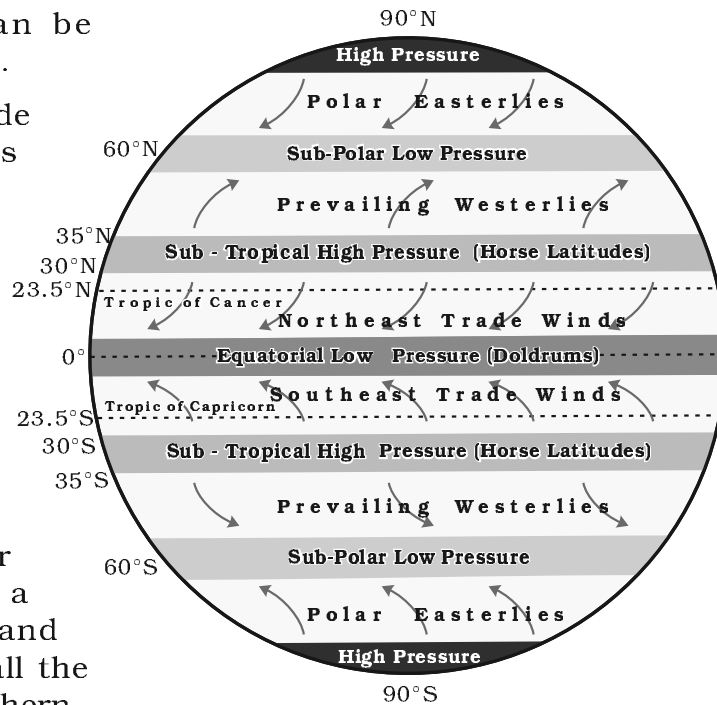 an be
.
de
s
90°N
High Pressure
Polar Easterlies
60°N
Sub-Polar Low Pressure
Prevailing Westerlies
35°N
Sub - Tropical High Pressure (Horse Latitudes)
30°N
23.5°N
Tropic of Cancer
Northeast Trade Winds
0°
Equatorial Low Pressure (Doldrums)
Southeast Trade Winds
Tropic of Capricorn
23.5°S
30°S
Sub - Tropical High Pressure (Horse Latitudes)
35°S
Prevailing Westerlies
60°S
Sub-Polar Low Pressure
Polar Easterlies
High Pressure
90°S
r
a
and
all the
hern